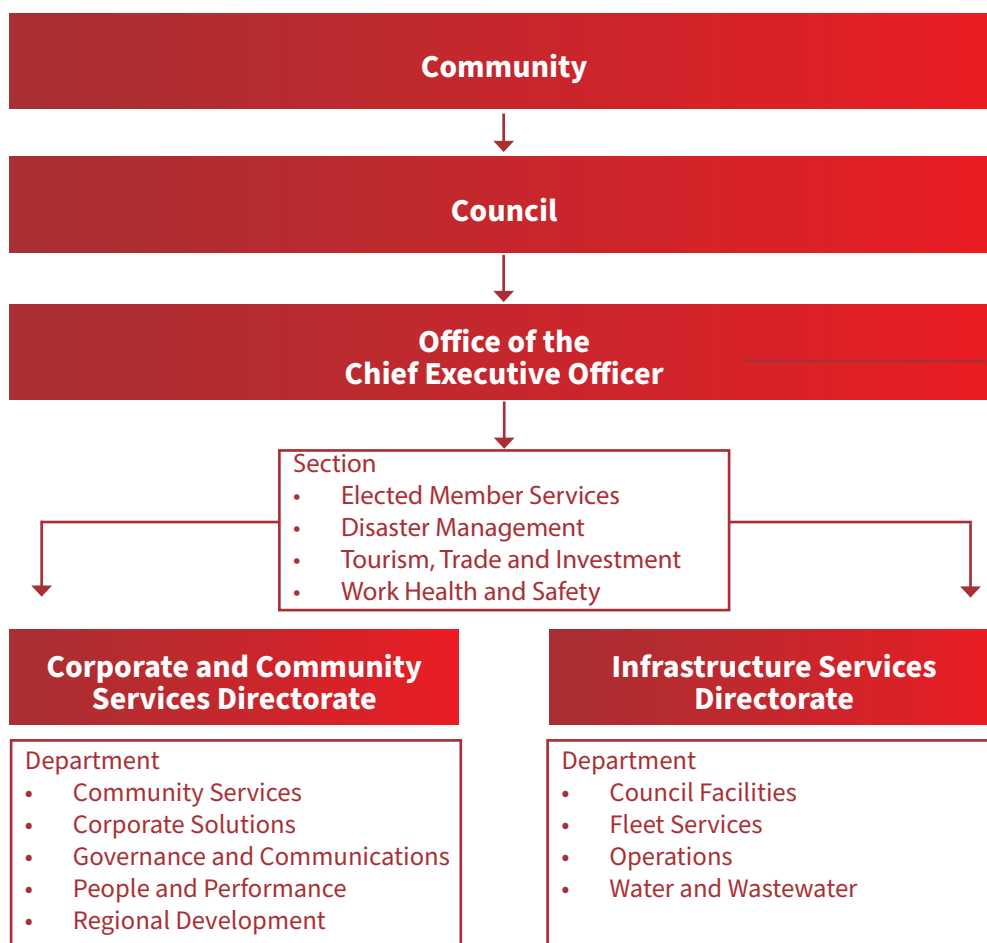 Community
Council
Office of the
Chief Executive Officer
Section
• Elected Member Services
• Disaster Management
• Tourism, Trade and Investment
• Work Health and Safety
Corporate and Community
Services Directorate
Department
• Community Services
• Corporate Solutions
• Governance and Communications
• People and Performance
• Regional Development
Infrastructure Services
Directorate
Department
• Council Facilities
• Fleet Services
• Operations
• Water and Wastewater